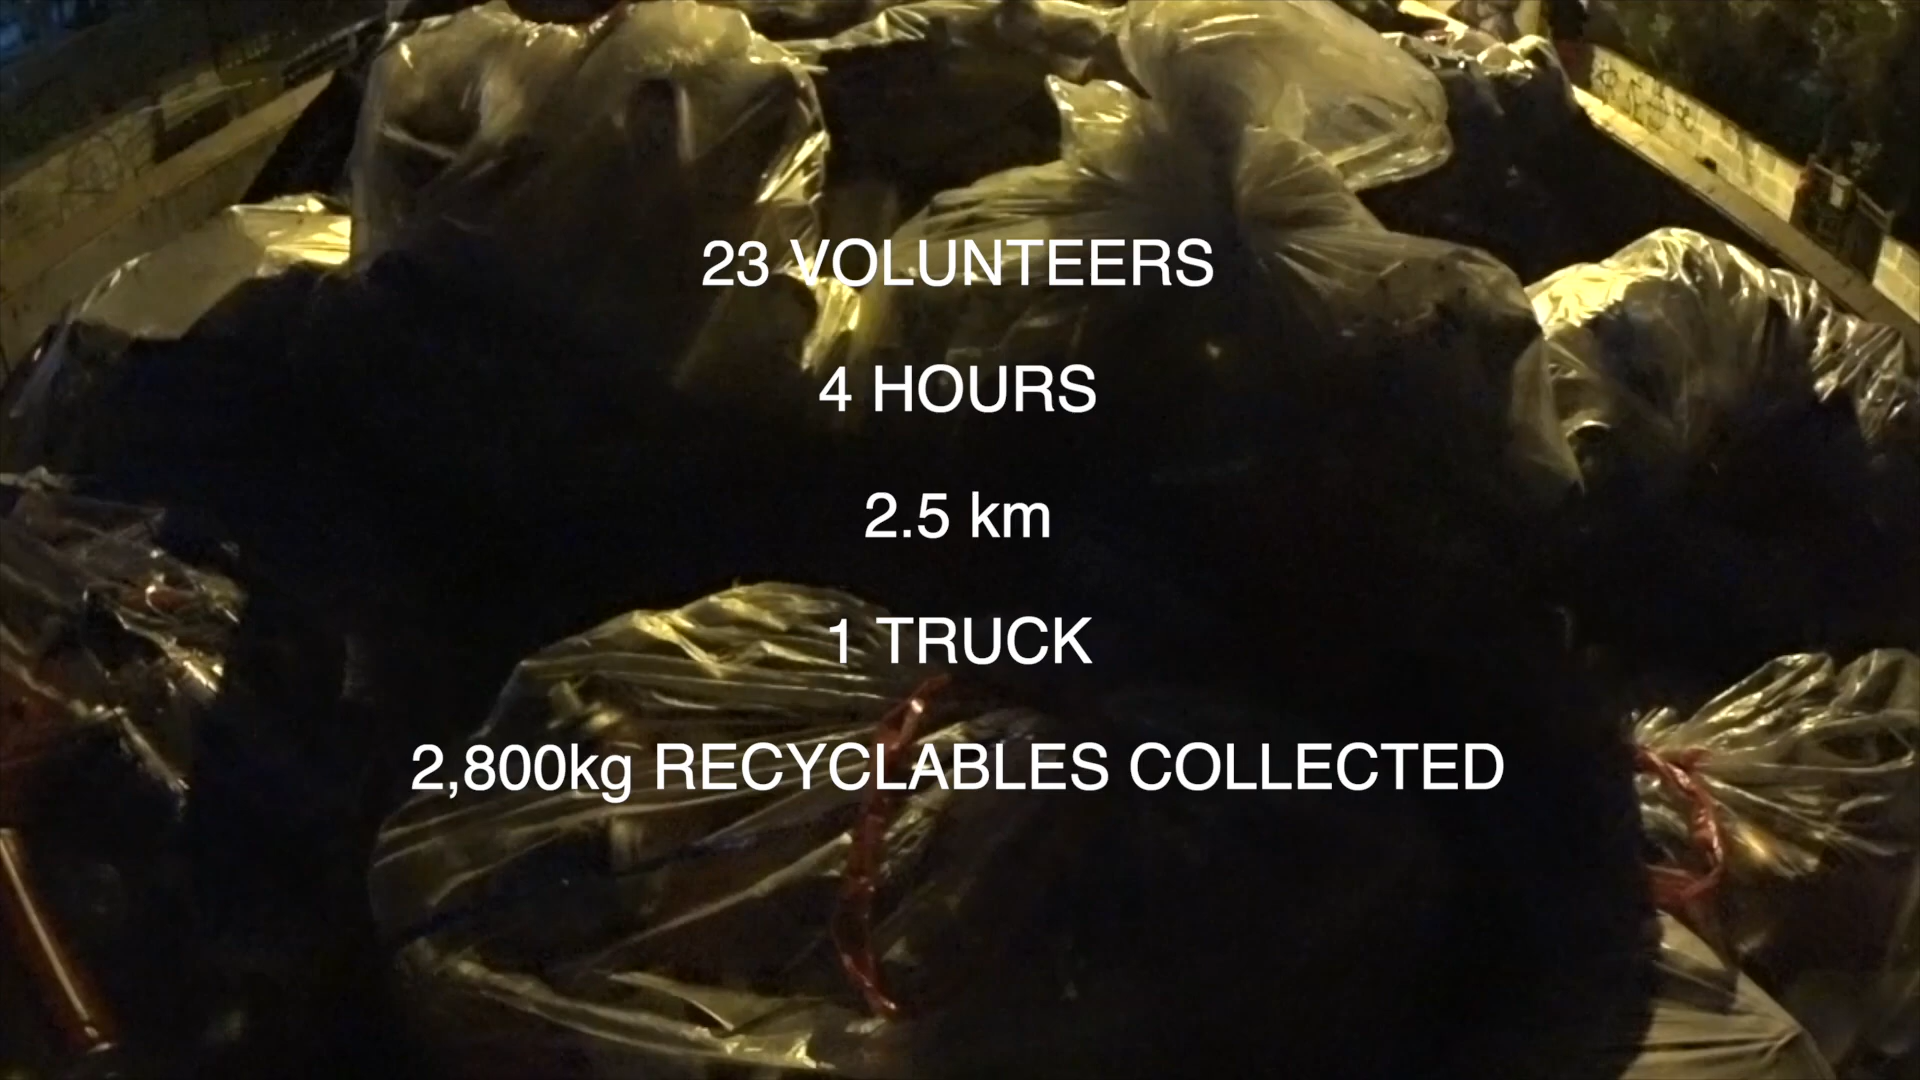 23 VOLUNTEERS
4 HOURS
2.5 km
1 TRUCK
2,800kg RECYCLABLES COLLECTED